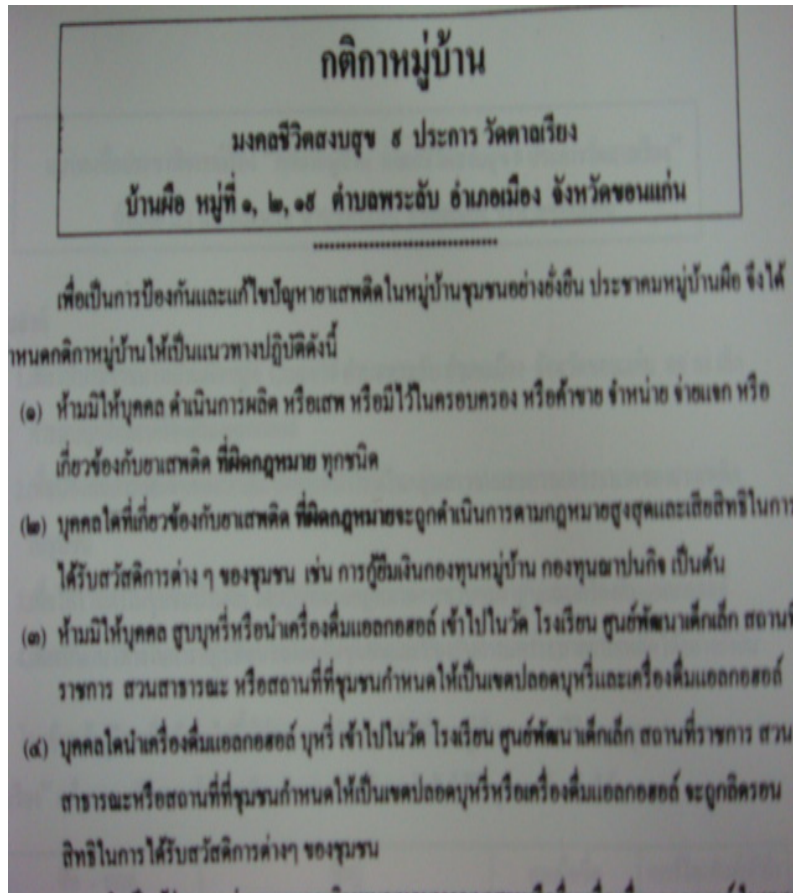 กติกาหมู่บ้าน
มงคลชีวิตสงบสุข ๙ ประการ วัดตาลเรียง
บ้านผือ หมู่ที่ ๑, ๒, ๑๙ ตำบลพระลับ อำเภอเมือง จังหวัดขอนแก่น
เพื่อเป็นการป้องกันและแก้ไขปัญหายาเสพติดในหมู่บ้านชุมชนอย่างยั่งยืน ประชาคมหมู่บ้านผือ จึงได้
าหนดกติกาหมู่บ้านให้เป็นแนวทางปฏิบัติดังนี้
(๑) ห้ามมิให้บุคคล ดำเนินการผลิต หรือเสพ หรือมีไว้ในครอบครอง หรือค้าขาย จำหน่าย จ่ายแจก หรือ
เกี่ยวข้องกับยาเสพติด ที่ผิดกฎหมาย ทุกชนิด
(๒) บุคคลใดที่เกี่ยวข้องกับยาเสพติด ที่ผิดกฎหมายจะถูกดำเนินการตามกฎหมายสูงสุดและเสียสิทธิในการ
ได้รับสวัสดิการต่าง ๆ ของชุมชน เช่น การกู้ยืมเงินกองทุนหมู่บ้าน กองทุนฌาปนกิจ เป็นต้น
(๓) ห้ามมิให้บุคคล สูบบุหรี่หรือนำเครื่องดื่มแอลกอฮอล์ เข้าไปในวัด โรงเรียน ศูนย์พัฒนาเด็กเล็ก สถานที่
ราชการ สวนสาธารณะ หรือสถานที่ที่ชุมชนกำหนดให้เป็นเขตปลอดบุหรี่และเครื่องดื่มแอลกอฮอล์
(๔) บุคคลใดนำเครื่องดื่มแอลกอฮอล์ บุหรี่ เข้าไปในวัด โรงเรียน ศูนย์พัฒนาเด็กเล็ก สถานที่ราชการ สวน
สาธารณะหรือสถานที่ที่ชุมชนกำหนดให้เป็นเขตปลอดบุหรี่หรือเครื่องดื่มแอลกอฮอล์ จะถูกลิดรอน
สิทธิในการได้รับสวัสดิการต่างๆ ของชุมชน